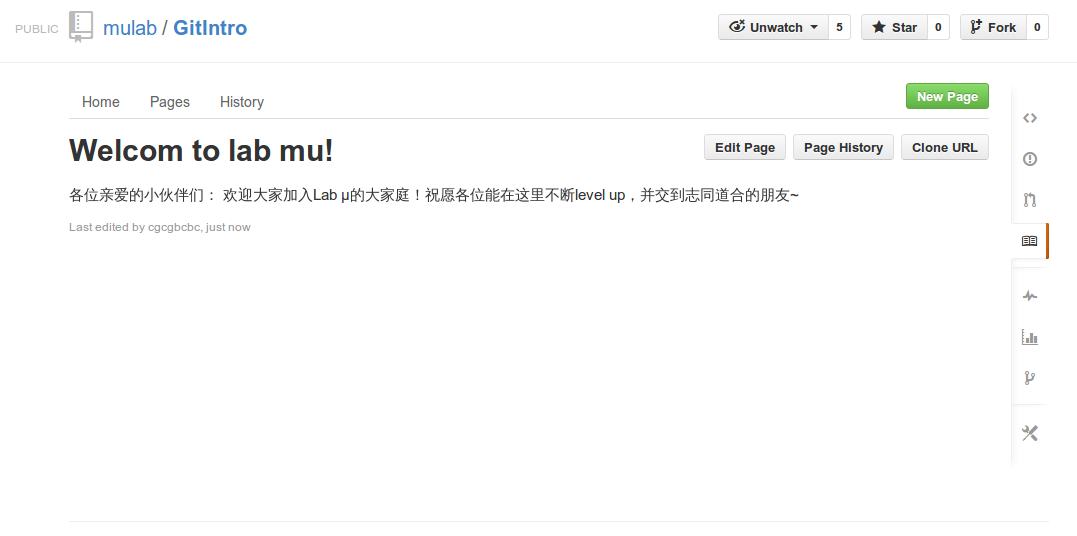 PUBLIC mulab / GitIntro Unwatch 5 Star 0 Fork 0
Home Pages History New Page
Welcom to lab mu! Edit Page Page History Clone URL
各位亲爱的小伙伴们： 欢迎大家加入Lab μ的大家庭！祝愿各位能在这里不断level up，并交到志同道合的朋友~
Last edited by cgcgbcbc, just now